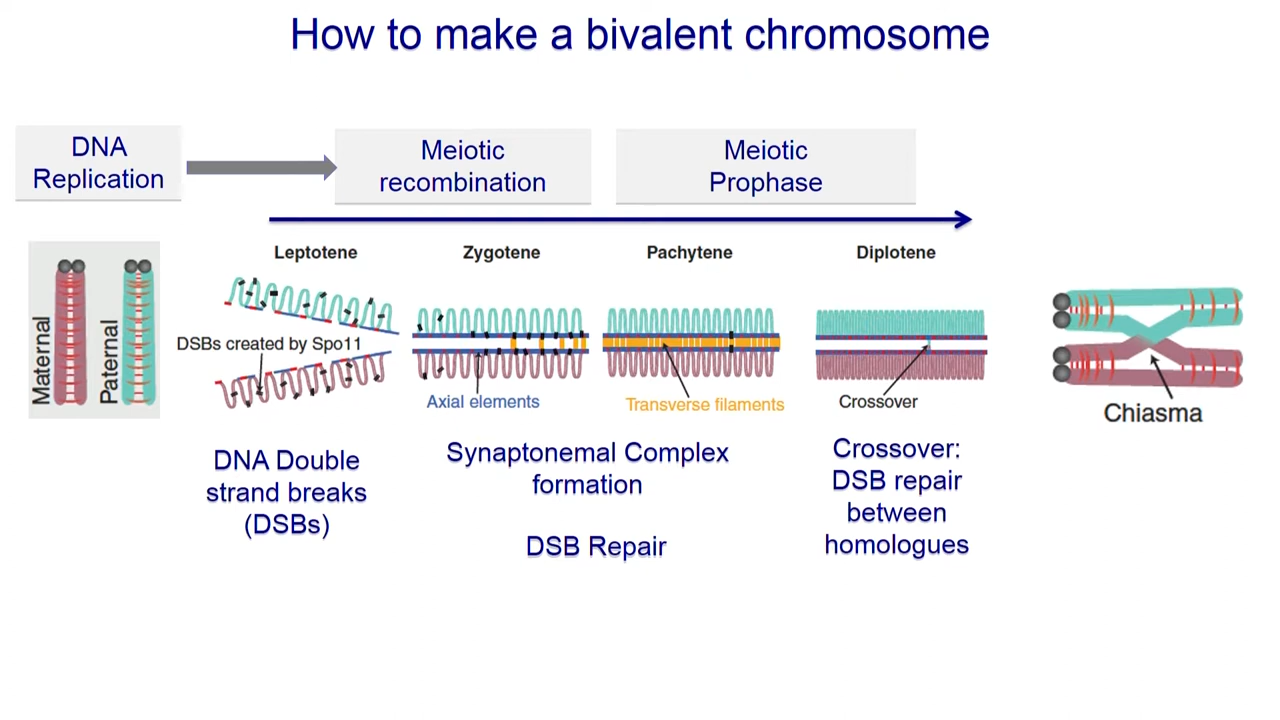 How to make a bivalent chromosome
DNA
Replication
Meiotic
recombination
Meiotic
Prophase
Leptotene
Zygotene
Pachytene
Diplotene
Maternal
Paternal
DSBs created by Spo11
Axial elements
Transverse filaments
Crossover
Chiasma
DNA Double
strand breaks
(DSBs)
Synaptonemal Complex
formation
DSB Repair
Crossover:
DSB repair
between
homologues